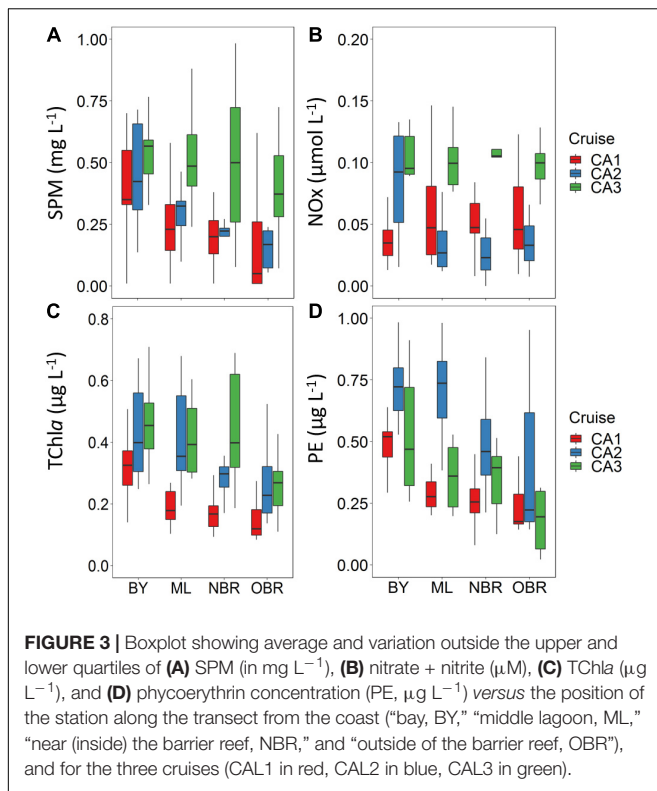 A
B
1.00
0.75
0.50
0.25
0.00
SPM (mg L⁻¹)
0.20
0.15
0.10
0.05
0.00
NOx (µmol L⁻¹)
Cruise
CA1
CA2
CA3
C
D
0.8
0.6
0.4
0.2
0.0
TChla (µg L⁻¹)
BY ML NBR OBR
1.00
0.75
0.50
0.25
0.00
PE (µg L⁻¹)
BY ML NBR OBR
Cruise
CA1
CA2
CA3
FIGURE 3 | Boxplot showing average and variation outside the upper and
lower quartiles of (A) SPM (in mg L−1), (B) nitrate + nitrite (µM), (C) TChla (µg
L−1), and (D) phycoerythrin concentration (PE, µg L−1) versus the position of
the station along the transect from the coast (“bay, BY,” “middle lagoon, ML,”
“near (inside) the barrier reef, NBR,” and “outside of the barrier reef, OBR”),
and for the three cruises (CAL1 in red, CAL2 in blue, CAL3 in green).